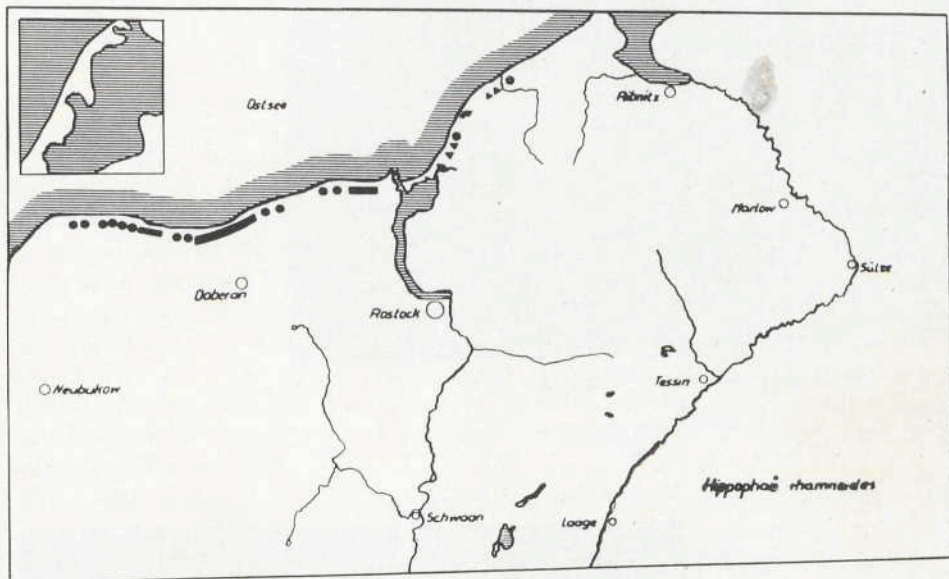 Ostsee
Ribnitz
Marlow
Sülze
Doberan
Rostock
Tessin
Neubukow
Hippophaë rhamnoides
Schwaan
Laage